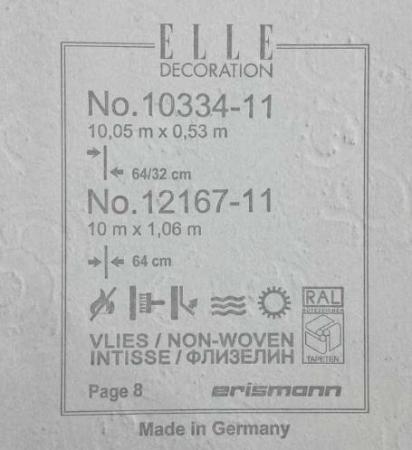 ELLE
DECORATION
No.10334-11
10,05 m x 0,53 m
64/32 cm
No.12167-11
10 m x 1,06 m
64 cm
RAL
GÜTEZEICHEN
TAPETEN
VLIES / NON-WOVEN
INTISSE / ФЛИЗЕЛИН
Page 8
erismann
Made in Germany